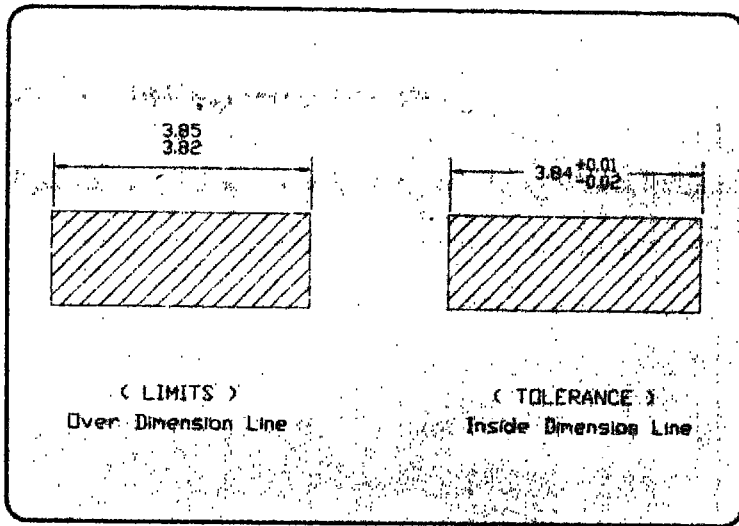 3.85
3.82
3.84 +0.01
-0.02
( LIMITS )
Over Dimension Line
( TOLERANCE )
Inside Dimension Line